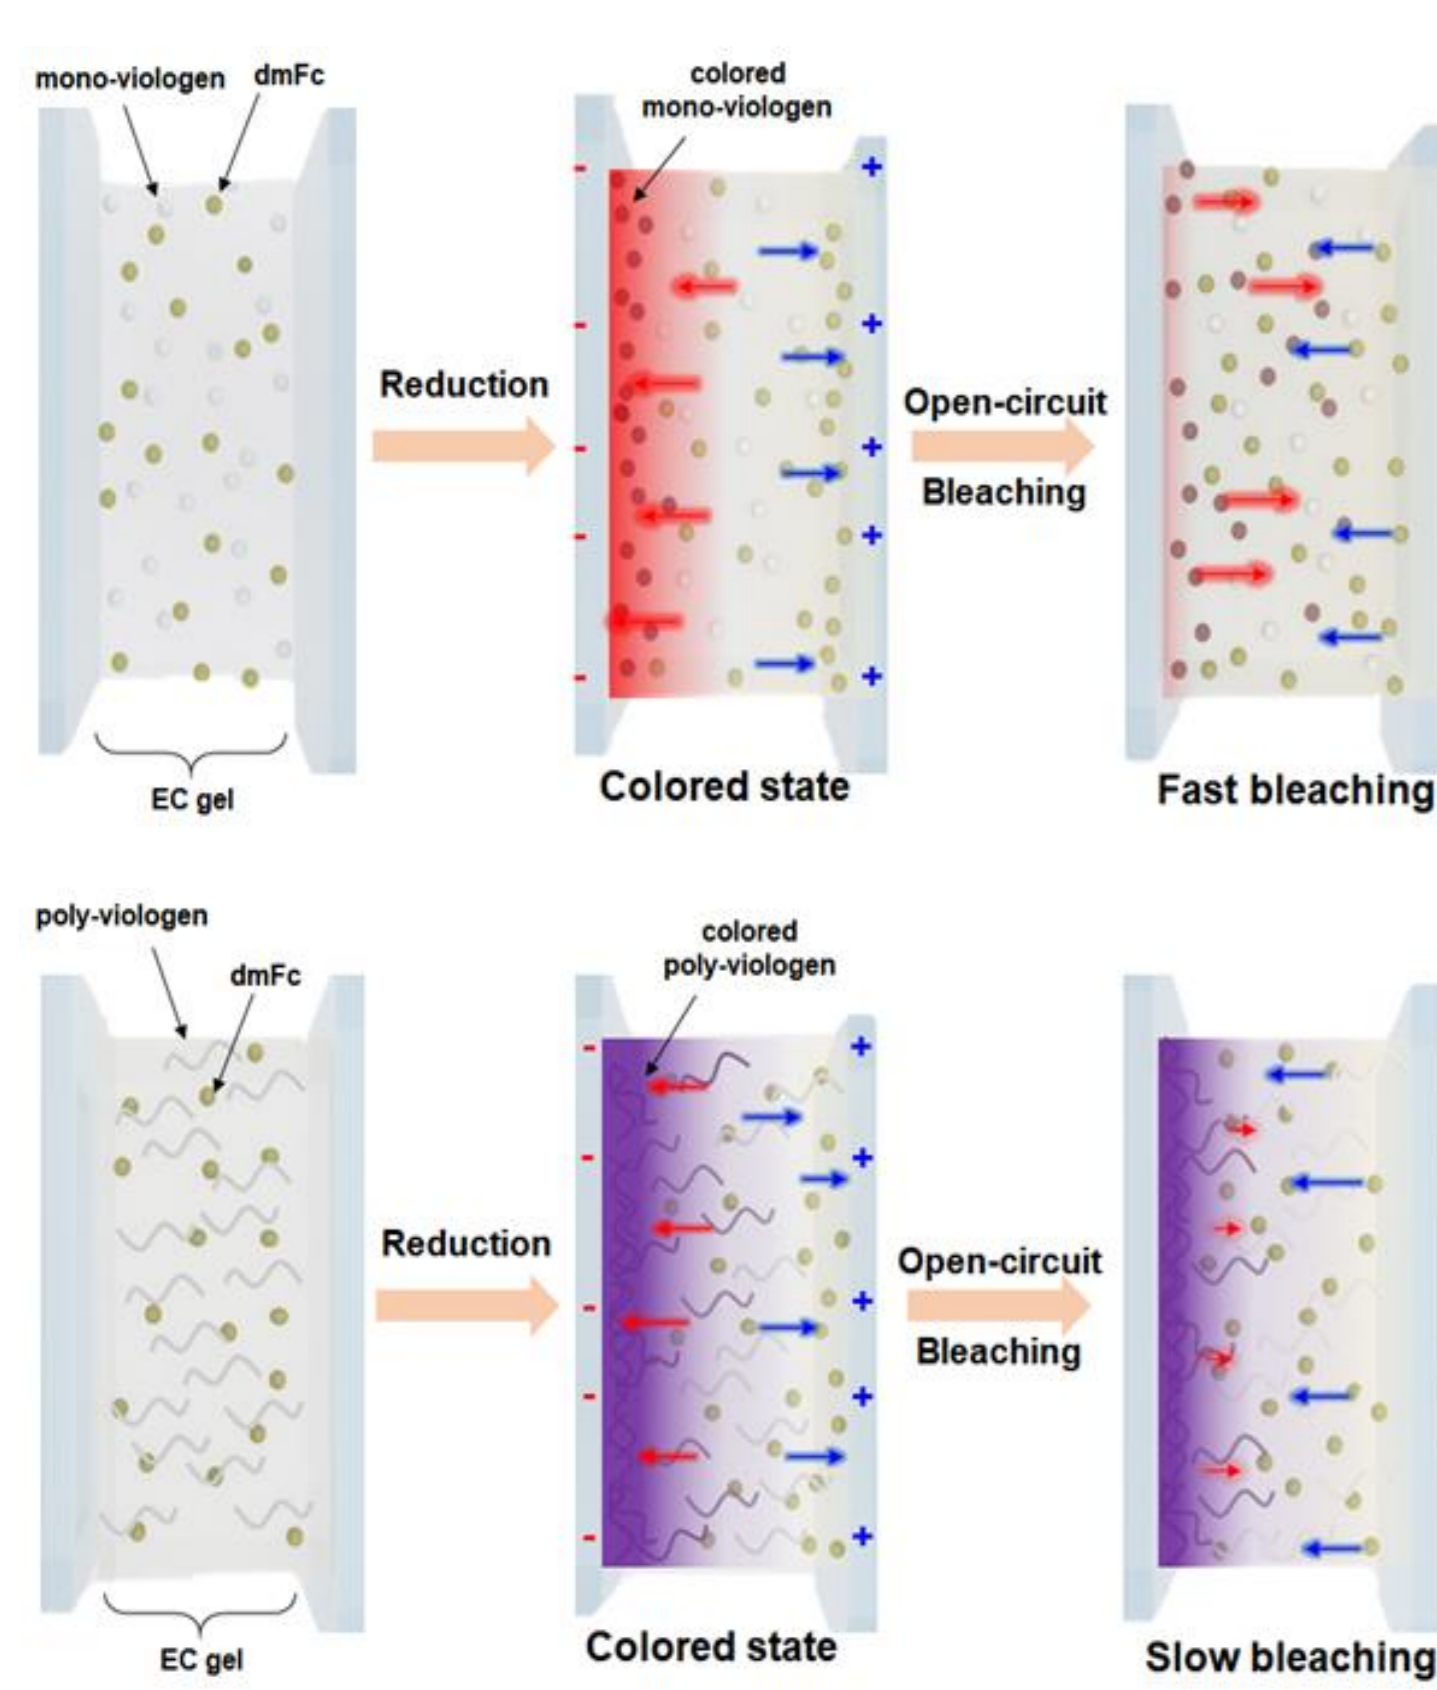 mono-viologen
dmFc
colored
mono-viologen
-
+
-
+
-
+
-
+
-
+
Reduction
Open-circuit
Bleaching
EC gel
Colored state
Fast bleaching
poly-viologen
dmFc
colored
poly-viologen
-
+
-
+
-
+
-
+
-
+
Reduction
Open-circuit
Bleaching
EC gel
Colored state
Slow bleaching